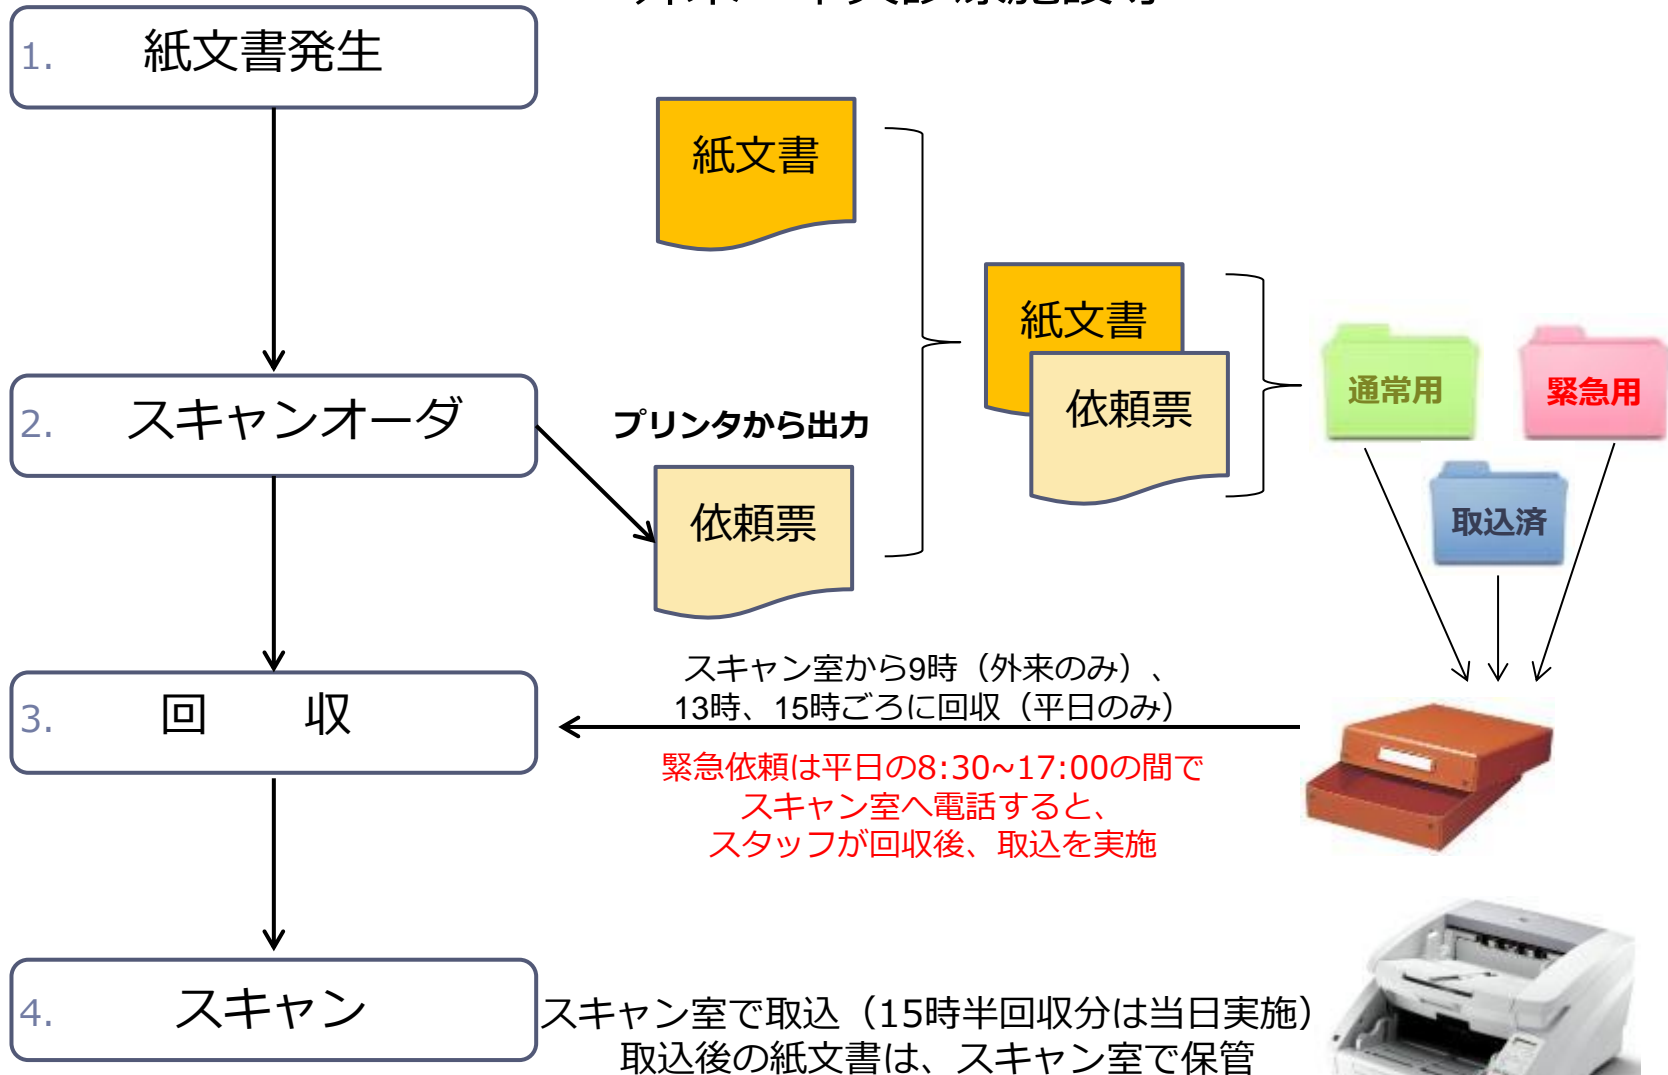 1. 紙文書発生
紙文書
紙文書
依頼票
通常用
緊急用
取込済
2. スキャンオーダ
プリンタから出力
依頼票
スキャン室から9時（外来のみ）、
13時、15時ごろに回収（平日のみ）
3. 回　収
緊急依頼は平日の8:30~17:00の間で
スキャン室へ電話すると、
スタッフが回収後、取込を実施
4. スキャン
スキャン室で取込（15時半回収分は当日実施）
取込後の紙文書は、スキャン室で保管